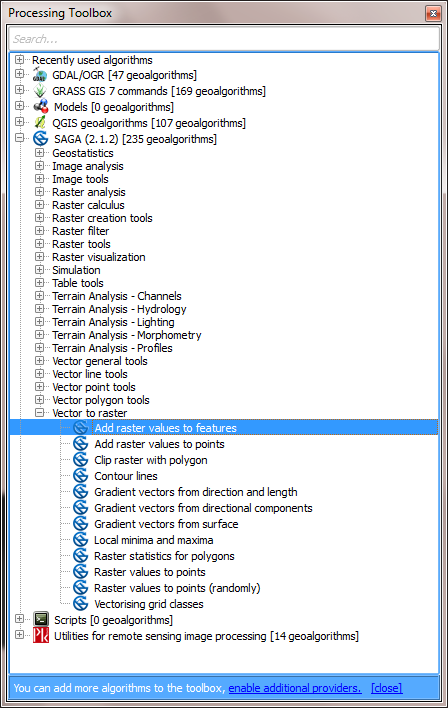 Processing Toolbox
Search...
Recently used algorithms
GDAL/OGR [47 geoalgorithms]
GRASS GIS 7 commands [169 geoalgorithms]
Models [0 geoalgorithms]
QGIS geoalgorithms [107 geoalgorithms]
SAGA (2.1.2) [235 geoalgorithms]
Geostatistics
Image analysis
Image tools
Raster analysis
Raster calculus
Raster creation tools
Raster filter
Raster tools
Raster visualization
Simulation
Table tools
Terrain Analysis - Channels
Terrain Analysis - Hydrology
Terrain Analysis - Lighting
Terrain Analysis - Morphometry
Terrain Analysis - Profiles
Vector general tools
Vector line tools
Vector point tools
Vector polygon tools
Vector to raster
Add raster values to features
Add raster values to points
Clip raster with polygon
Contour lines
Gradient vectors from direction and length
Gradient vectors from directional components
Gradient vectors from surface
Local minima and maxima
Raster statistics for polygons
Raster values to points
Raster values to points (randomly)
Vectorising grid classes
Scripts [0 geoalgorithms]
Utilities for remote sensing image processing [14 geoalgorithms]
You can add more algorithms to the toolbox, enable additional providers. [close]